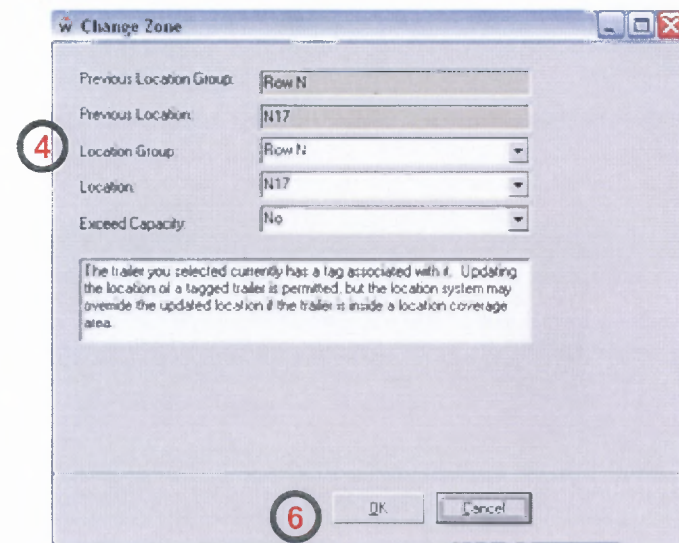 Change Zone
Previous Location Group: Row N
Previous Location: N17
4 Location Group Row N
Location: N17
Exceed Capacity: No
The trailer you selected currently has a tag associated with it. Updating
the location of a tagged trailer is permitted, but the location system may
override the updated location if the trailer is inside a location coverage
area.
6 OK Cancel